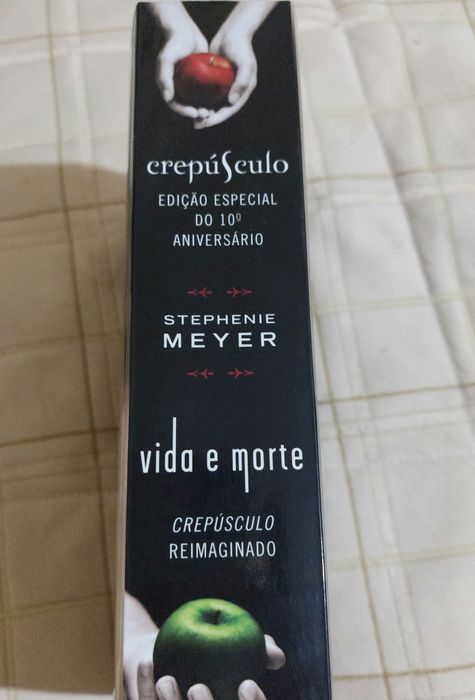 crepúsculo
EDIÇÃO ESPECIAL
DO 10º
ANIVERSÁRIO
STEPHENIE
MEYER
vida e morte
CREPÚSCULO
REIMAGINADO